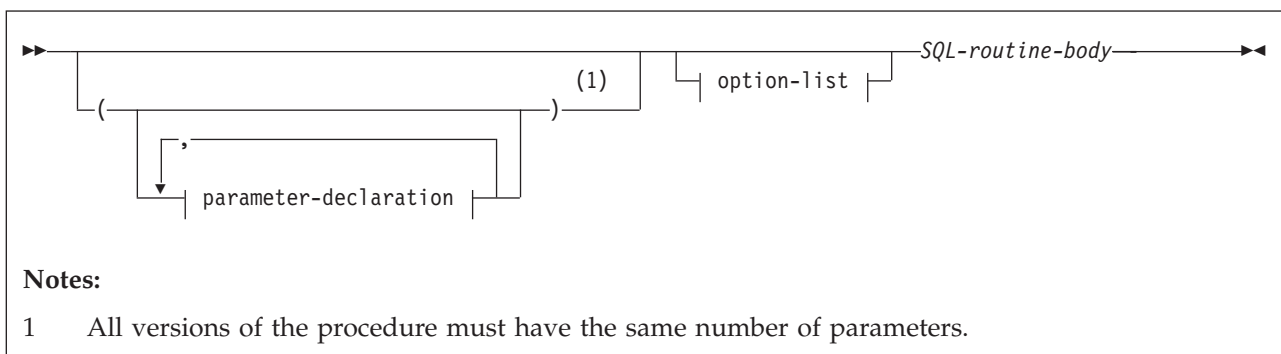 SQL-routine-body
(1)
option-list
( )
,
parameter-declaration
Notes:
1 All versions of the procedure must have the same number of parameters.